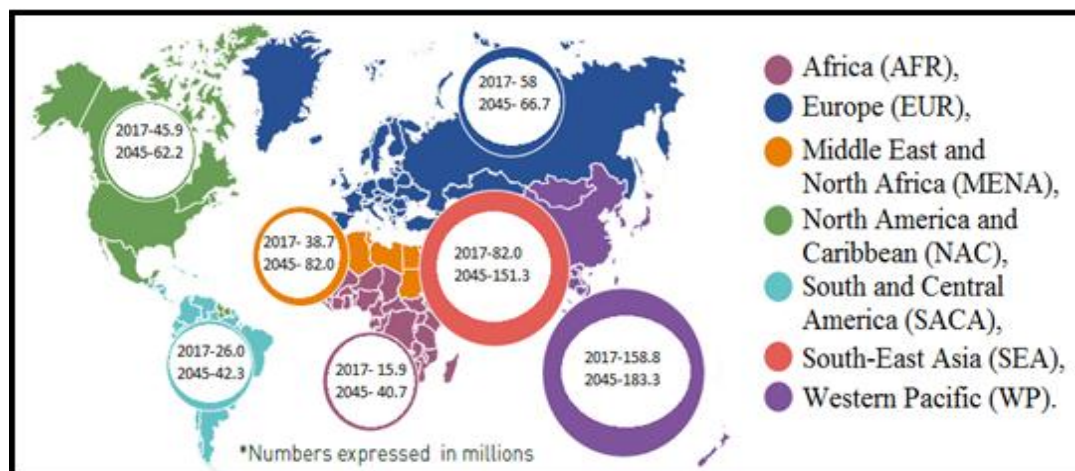 2017-45.9
2045-62.2
2017- 58
2045- 66.7
2017- 38.7
2045- 82.0
2017-82.0
2045-151.3
2017-26.0
2045-42.3
2017- 15.9
2045- 40.7
2017-158.8
2045-183.3
*Numbers expressed in millions
Africa (AFR),
Europe (EUR),
Middle East and
North Africa (MENA),
North America and
Caribbean (NAC),
South and Central
America (SACA),
South-East Asia (SEA),
Western Pacific (WP).